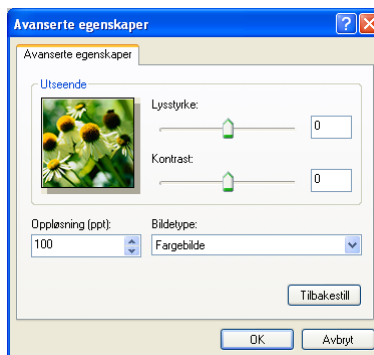 Avanserte egenskaper
Avanserte egenskaper
Utseende
Lysstyrke:
0
Kontrast:
0
Oppløsning (ppt):
Bildetype:
100
Fargebilde
Tilbakestill
OK
Avbryt